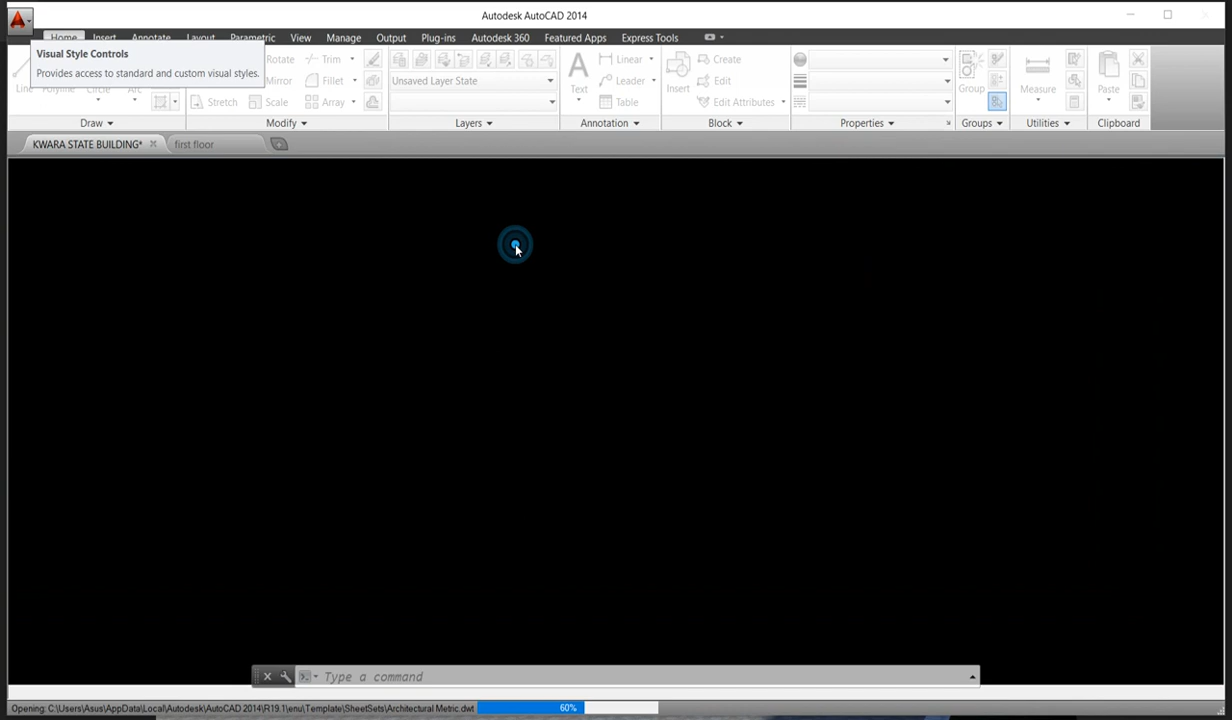 Autodesk AutoCAD 2014
Home Insert Annotate Layout Parametric View Manage Output Plug-ins Autodesk 360 Featured Apps Express Tools
Visual Style Controls
Provides access to standard and custom visual styles.
Line Polyline Circle Arc
Rotate Trim
Mirror Fillet
Stretch Scale Array
Unsaved Layer State
Text
Linear
Leader
Table
Insert
Create
Edit
Edit Attributes
Group
Measure
Paste
Draw Modify Layers Annotation Block Properties Groups Utilities Clipboard
KWARA STATE BUILDING* first floor
Type a command
Opening: C:\Users\Asus\AppData\Local\Autodesk\AutoCAD 2014\R19.1\enu\Template\SheetSets\Architectural Metric.dwt 60%